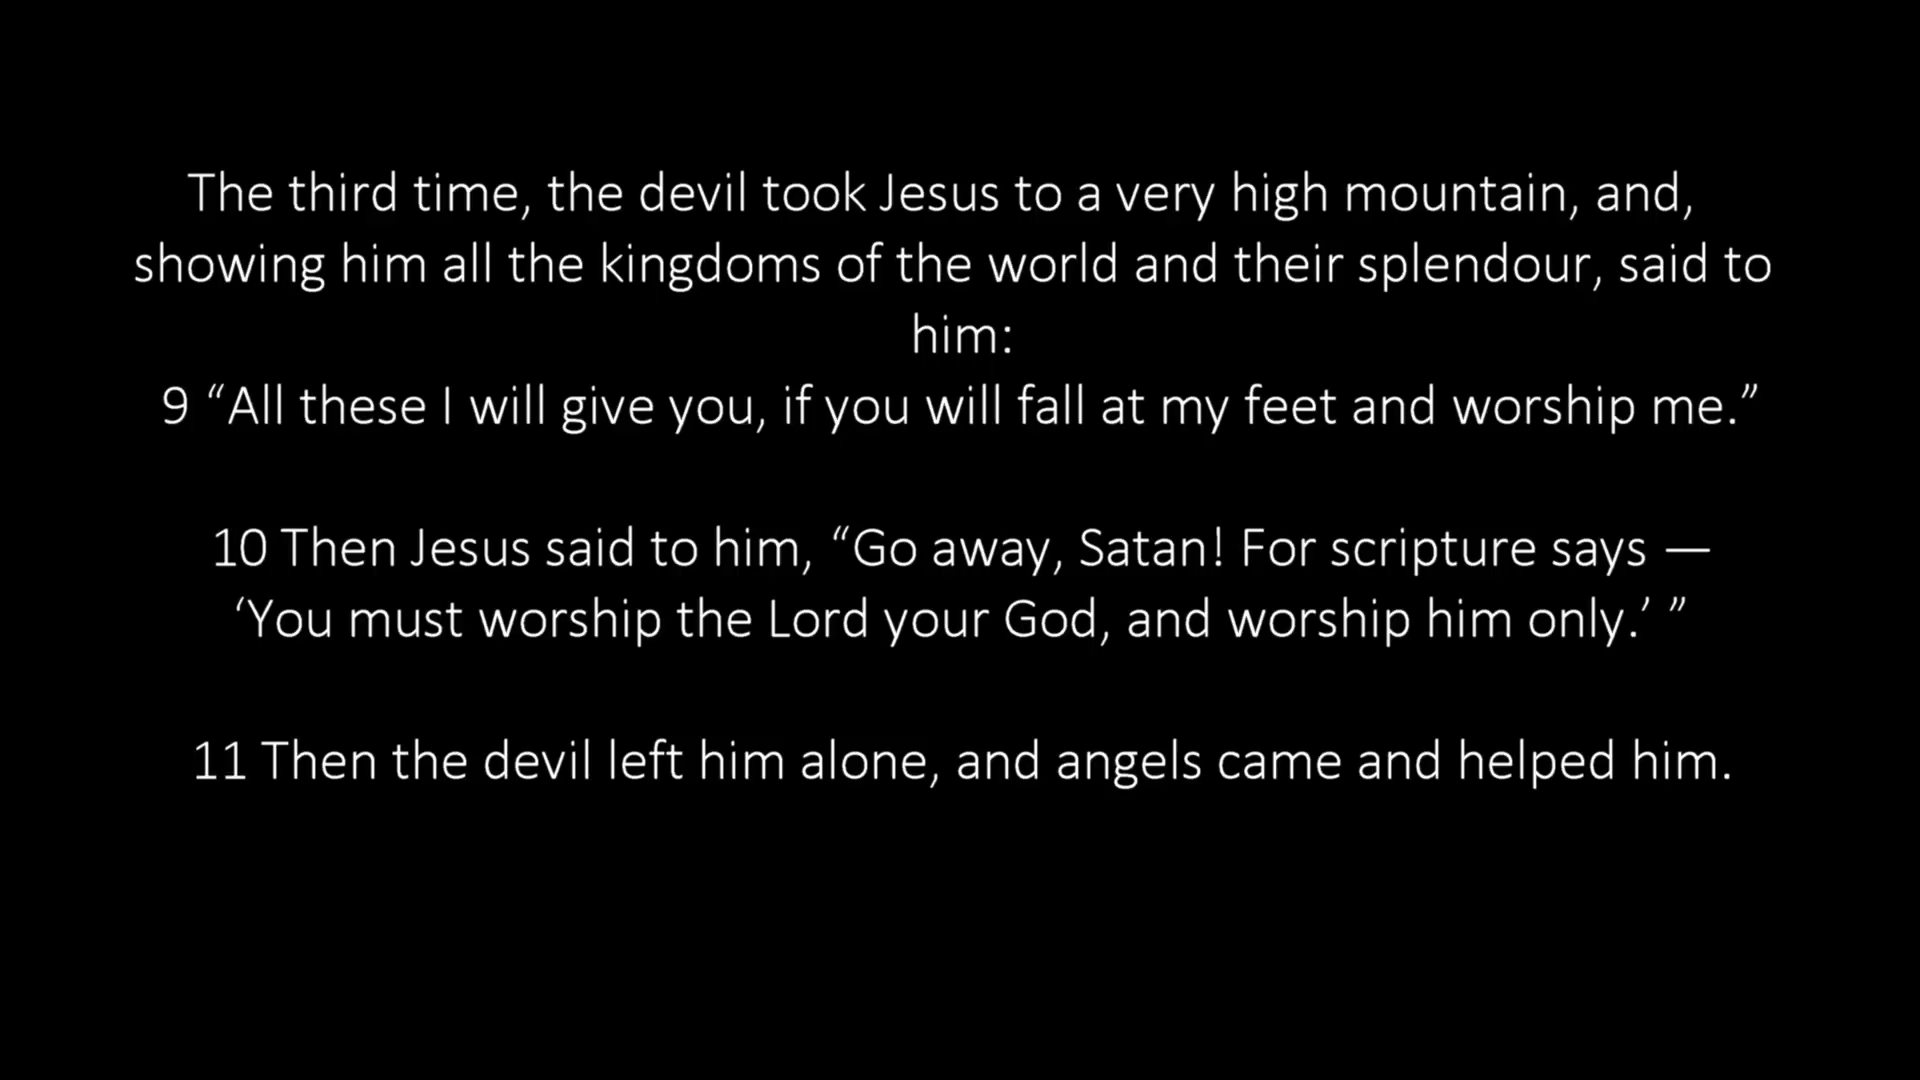 The third time, the devil took Jesus to a very high mountain, and,
showing him all the kingdoms of the world and their splendour, said to
him:
9 “All these I will give you, if you will fall at my feet and worship me.”
10 Then Jesus said to him, “Go away, Satan! For scripture says —
‘You must worship the Lord your God, and worship him only.’ ”
11 Then the devil left him alone, and angels came and helped him.